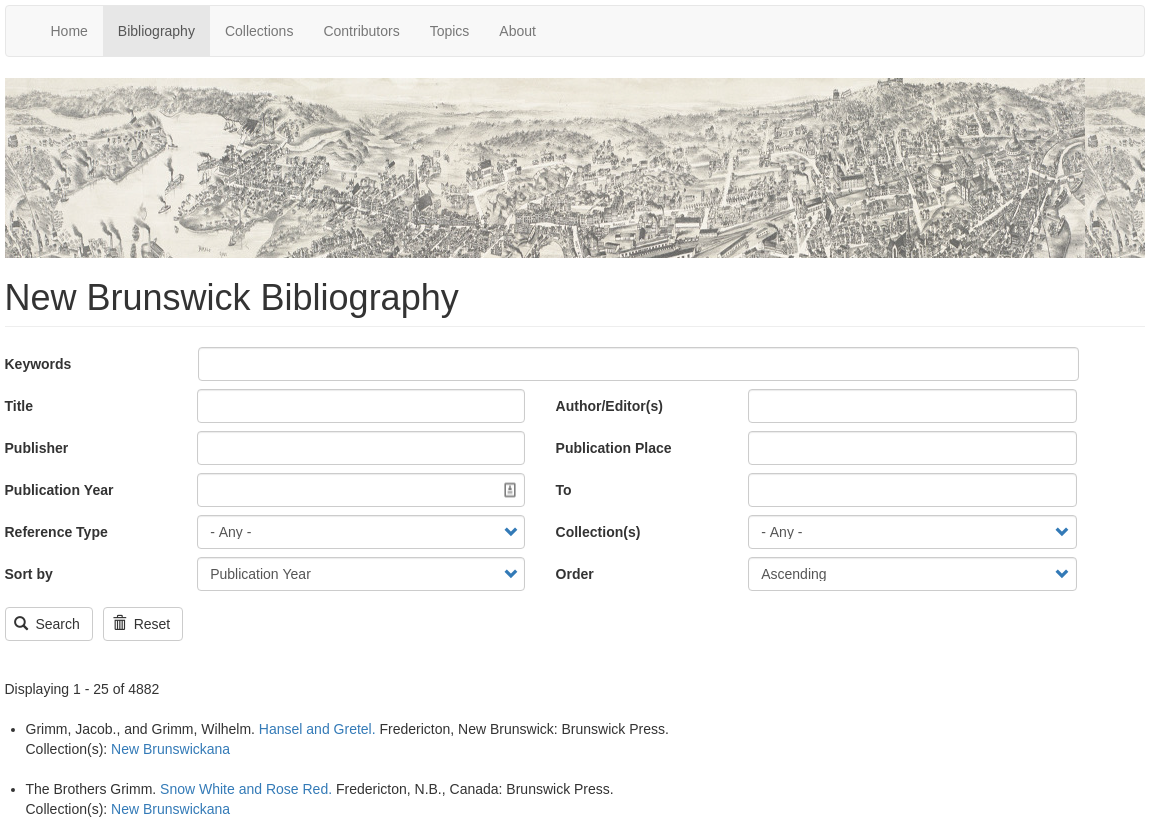 Home Bibliography Collections Contributors Topics About
New Brunswick Bibliography
Keywords
Title Author/Editor(s)
Publisher Publication Place
Publication Year To
Reference Type - Any - Collection(s) - Any -
Sort by Publication Year Order Ascending
Search Reset
Displaying 1 - 25 of 4882
• Grimm, Jacob., and Grimm, Wilhelm. Hansel and Gretel. Fredericton, New Brunswick: Brunswick Press.
Collection(s): New Brunswickana
• The Brothers Grimm. Snow White and Rose Red. Fredericton, N.B., Canada: Brunswick Press.
Collection(s): New Brunswickana